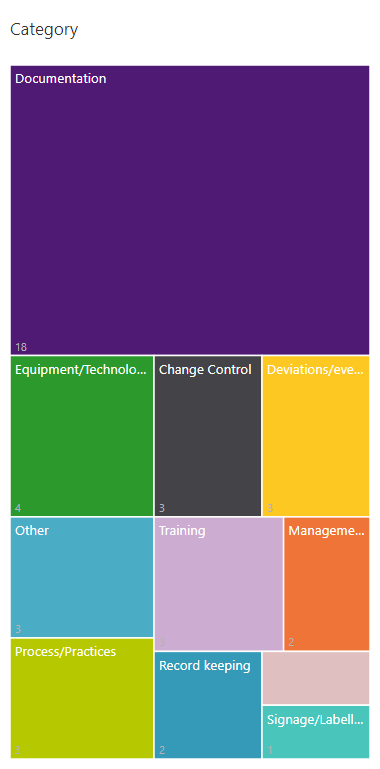 Category
Documentation
18
Equipment/Technolo...
4
Change Control
3
Deviations/eve...
3
Other
3
Training
Manageme...
2
Process/Practices
Record keeping
2
Signage/Labell...
1